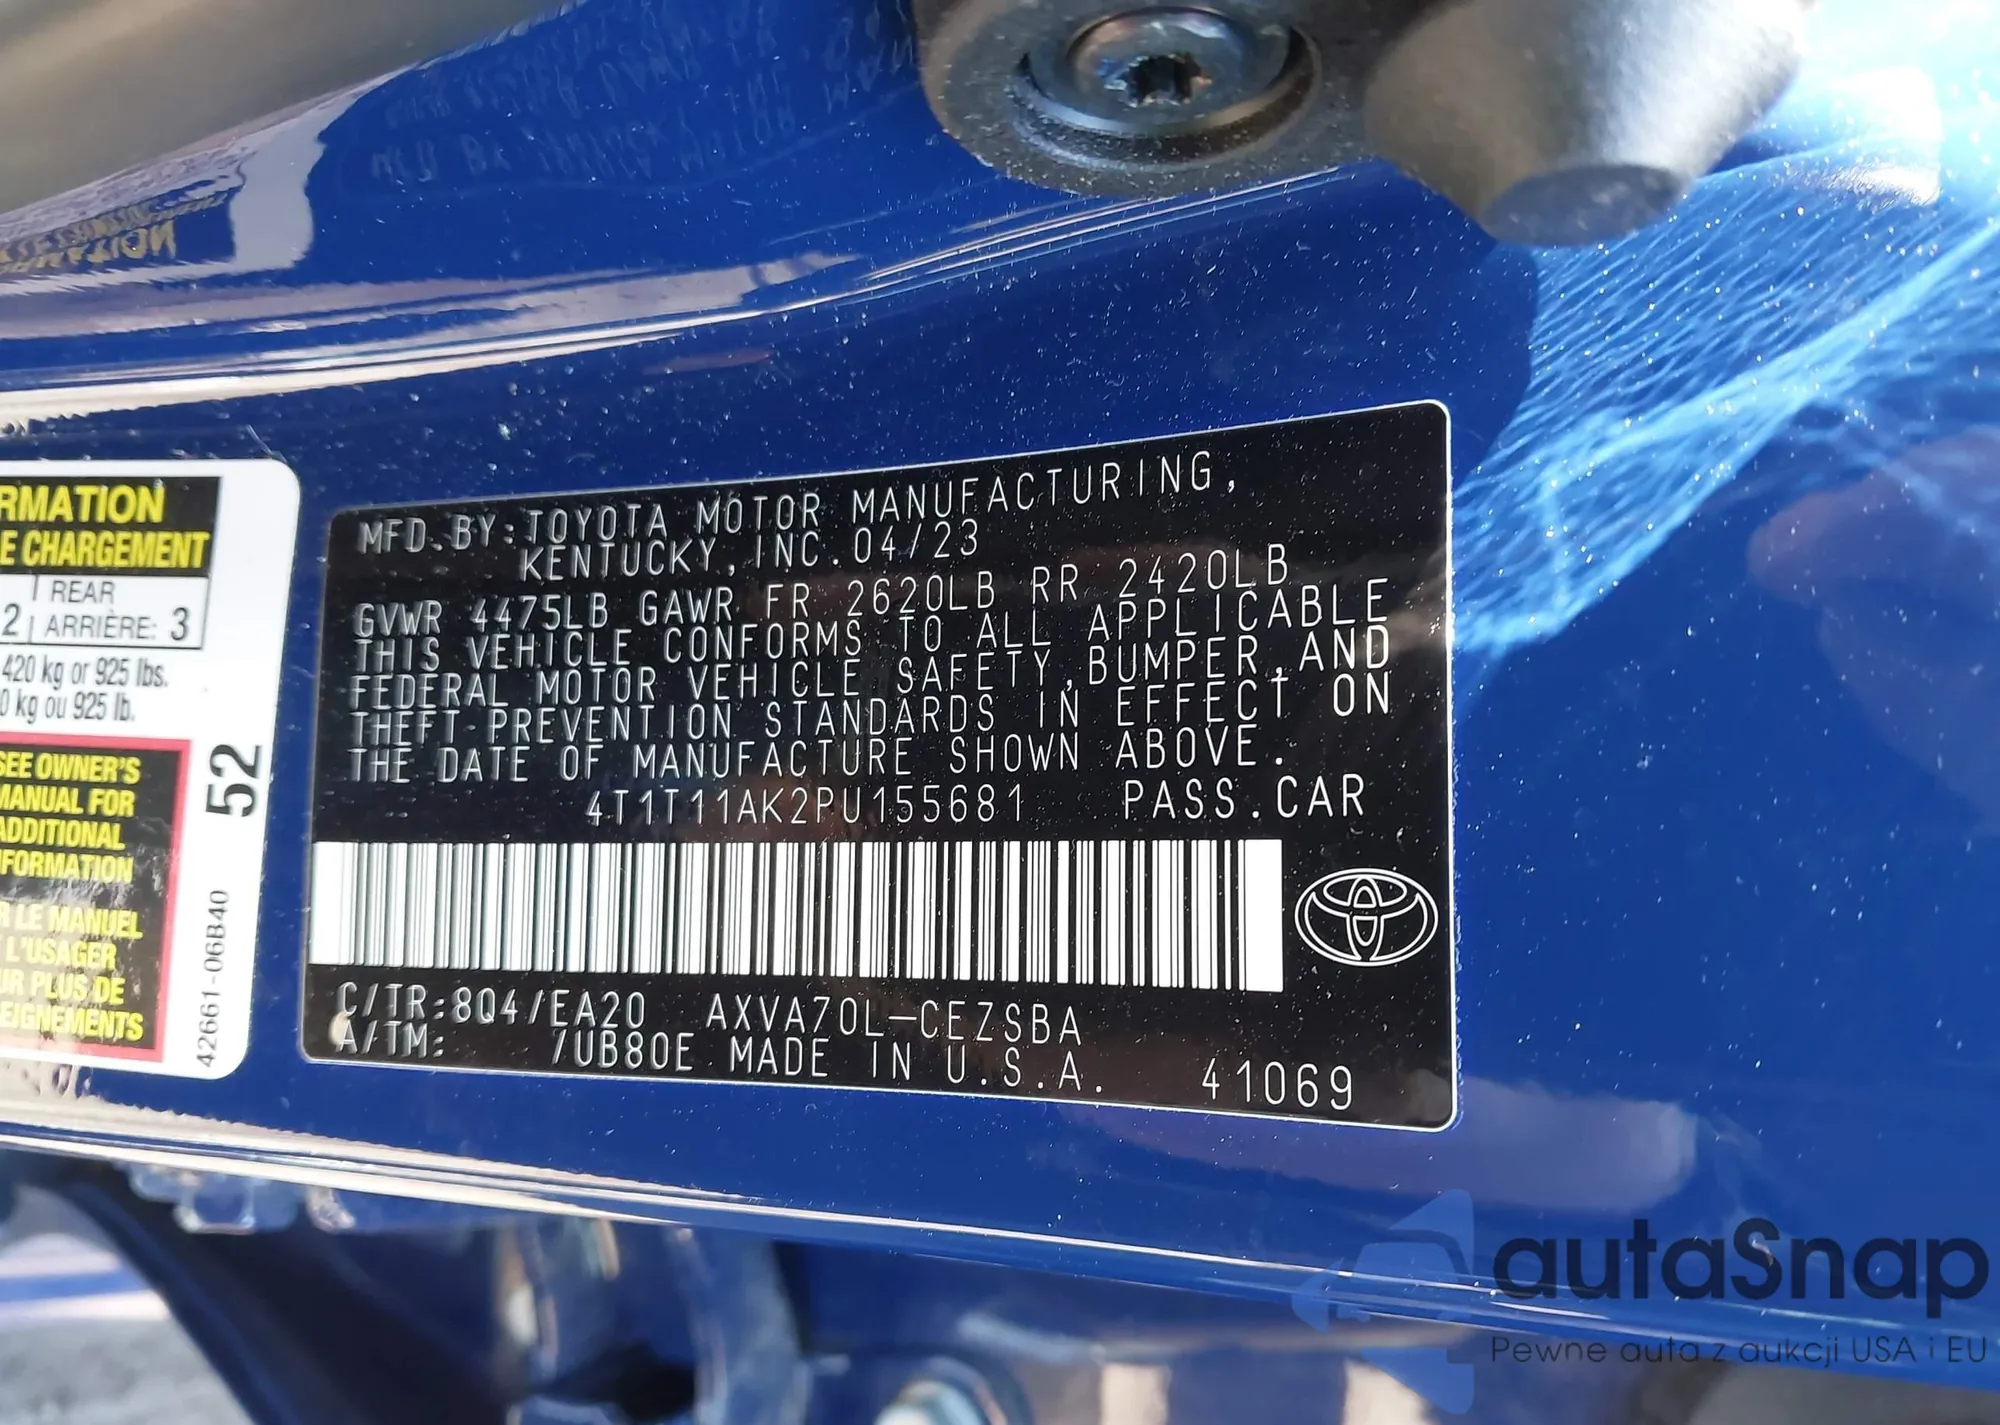 MFD.BY:TOYOTA MOTOR MANUFACTURING,
KENTUCKY,INC.04/23
GVWR 4475LB GAWR FR 2620LB RR 2420LB
THIS VEHICLE CONFORMS TO ALL APPLICABLE
FEDERAL MOTOR VEHICLE SAFETY,BUMPER,AND
THEFT-PREVENTION STANDARDS IN EFFECT ON
THE DATE OF MANUFACTURE SHOWN ABOVE.
4T1T11AK2PU155681 PASS.CAR
C/TR:8Q4/EA20 AXVA70L-CEZSBA
A/TM: /UB80E MADE IN U.S.A. 41069
RMATION
E CHARGEMENT
2 REAR
ARRIÈRE: 3
420 kg or 925 lbs.
0 kg ou 925 lb.
SEE OWNER'S
MANUAL FOR
ADDITIONAL
NFORMATION
R LE MANUEL
L'USAGER
UR PLUS DE
EIGNEMENTS
52
42661-06B40
autaSnap
Pewne auta z aukcji USA i EU